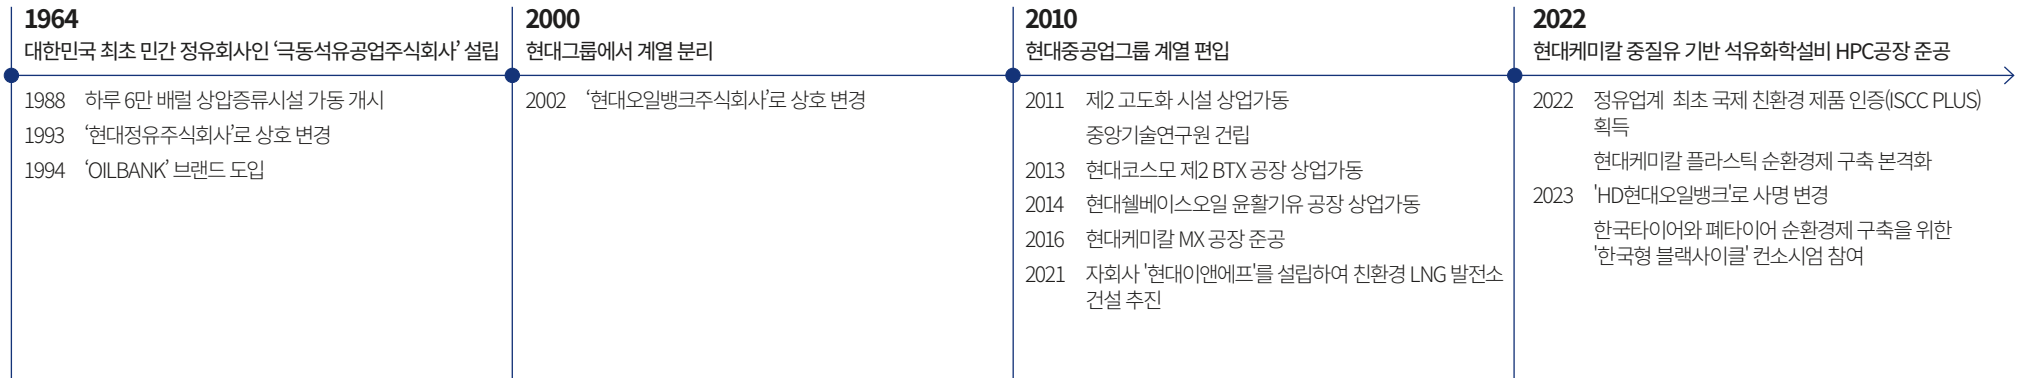 1964
대한민국 최초 민간 정유회사인 ‘극동석유공업주식회사’ 설립
1988 하루 6만 배럴 상압증류시설 가동 개시
1993 ‘현대정유주식회사’로 상호 변경
1994 ‘OILBANK’ 브랜드 도입
2000
현대그룹에서 계열 분리
2002 ‘현대오일뱅크주식회사’로 상호 변경
2010
현대중공업그룹 계열 편입
2011 제2 고도화 시설 상업가동
중앙기술연구원 건립
2013 현대코스모 제2 BTX 공장 상업가동
2014 현대쉘베이스오일 윤활기유 공장 상업가동
2016 현대케미칼 MX 공장 준공
2021 자회사 '현대이앤에프'를 설립하여 친환경 LNG 발전소
건설 추진
2022
현대케미칼 중질유 기반 석유화학설비 HPC공장 준공
2022 정유업계 최초 국제 친환경 제품 인증(ISCC PLUS)
획득
현대케미칼 플라스틱 순환경제 구축 본격화
2023 'HD현대오일뱅크'로 사명 변경
한국타이어와 폐타이어 순환경제 구축을 위한
'한국형 블랙사이클' 컨소시엄 참여